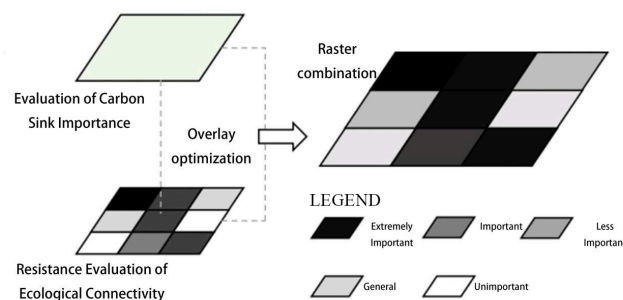 Evaluation of Carbon
Sink Importance
Overlay
optimization
Raster
combination
Resistance Evaluation of
Ecological Connectivity
LEGEND
Extremely
Important
Important
Less
Importan
General
Unimportant